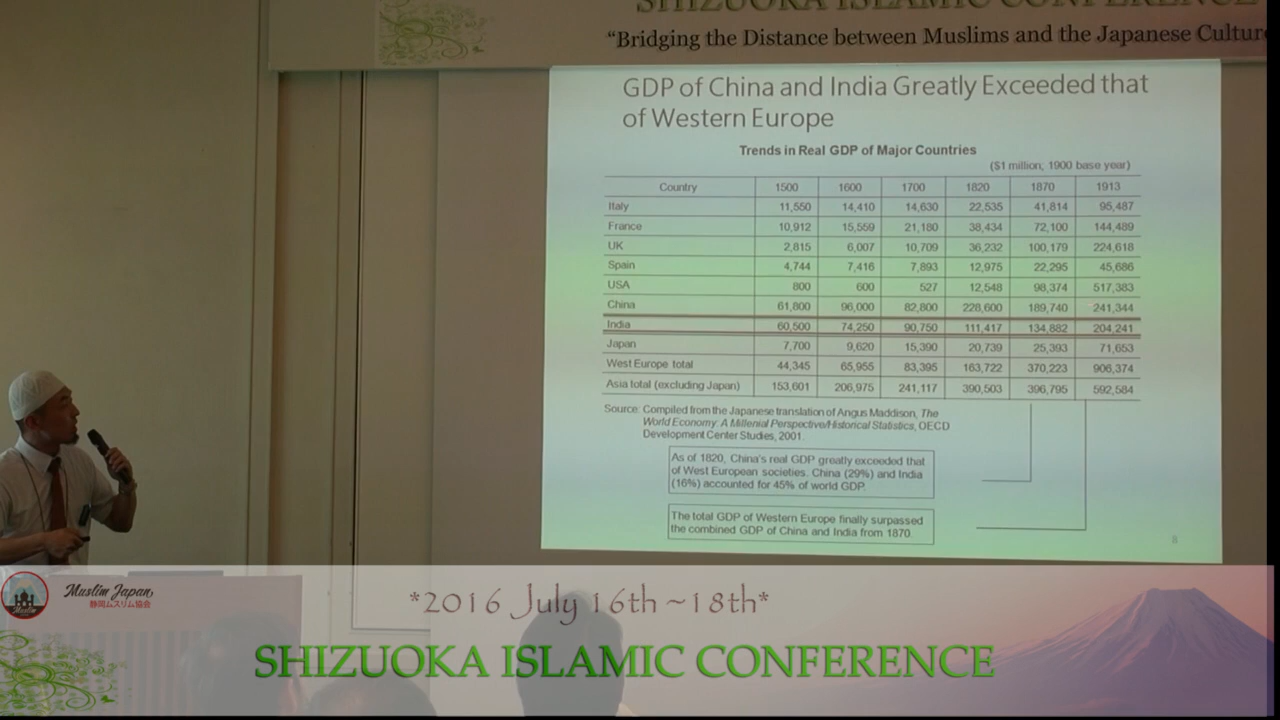 SHIZUOKA ISLAMIC CONFERENCE
“Bridging the Distance between Muslims and the Japanese Cultur
GDP of China and India Greatly Exceeded that
of Western Europe
Trends in Real GDP of Major Countries
($1 million; 1900 base year)
Country 1500 1600 1700 1820 1870 1913
Italy 11,550 14,410 14,630 22,535 41,814 95,487
France 10,912 15,559 21,180 38,434 72,100 144,489
UK 2,815 6,007 10,709 36,232 100,179 224,618
Spain 4,744 7,416 7,893 12,975 22,295 45,686
USA 800 600 527 12,548 98,374 517,383
China 61,800 96,000 82,800 228,600 189,740 241,344
India 60,500 74,250 90,750 111,417 134,882 204,241
Japan 7,700 9,620 15,390 20,739 25,393 71,653
West Europe total 44,345 65,955 83,395 163,722 370,223 906,374
Asia total (excluding Japan) 153,601 206,975 241,117 390,503 396,795 592,584
Source: Compiled from the Japanese translation of Angus Maddison, The
World Economy: A Millenial Perspective/Historical Statistics, OECD
Development Center Studies, 2001.
As of 1820, China's real GDP greatly exceeded that
of West European societies. China (29%) and India
(16%) accounted for 45% of world GDP.
The total GDP of Western Europe finally surpassed
the combined GDP of China and India from 1870.
8
Muslim
Muslim Japan
静岡ムスリム協会
*2016 July 16th ~18th*
SHIZUOKA ISLAMIC CONFERENCE